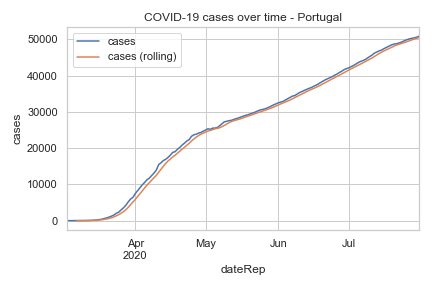 COVID-19 cases over time - Portugal
cases
cases (rolling)
50000
40000
30000
20000
10000
0
cases
Apr
2020
May
Jun
Jul
dateRep